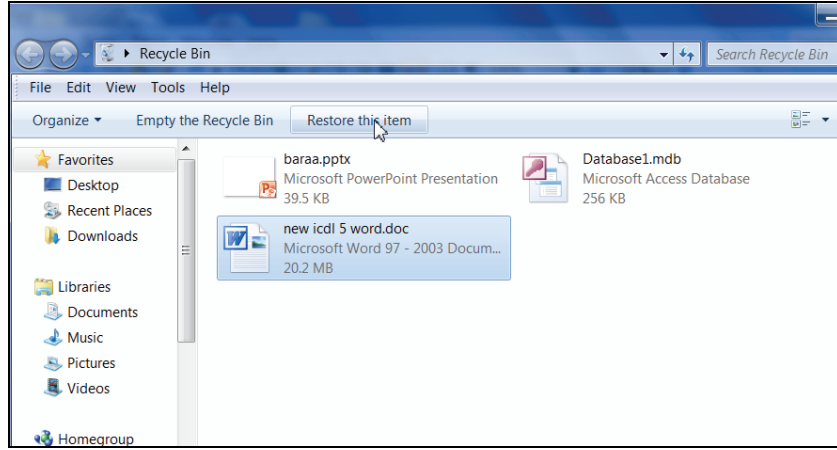 Recycle Bin
Search Recycle Bin
File Edit View Tools Help
Organize Empty the Recycle Bin Restore this item
Favorites
Desktop
Recent Places
Downloads
Libraries
Documents
Music
Pictures
Videos
Homegroup
baraa.pptx
Microsoft PowerPoint Presentation
39.5 KB
Database1.mdb
Microsoft Access Database
256 KB
new icdl 5 word.doc
Microsoft Word 97 - 2003 Docum...
20.2 MB